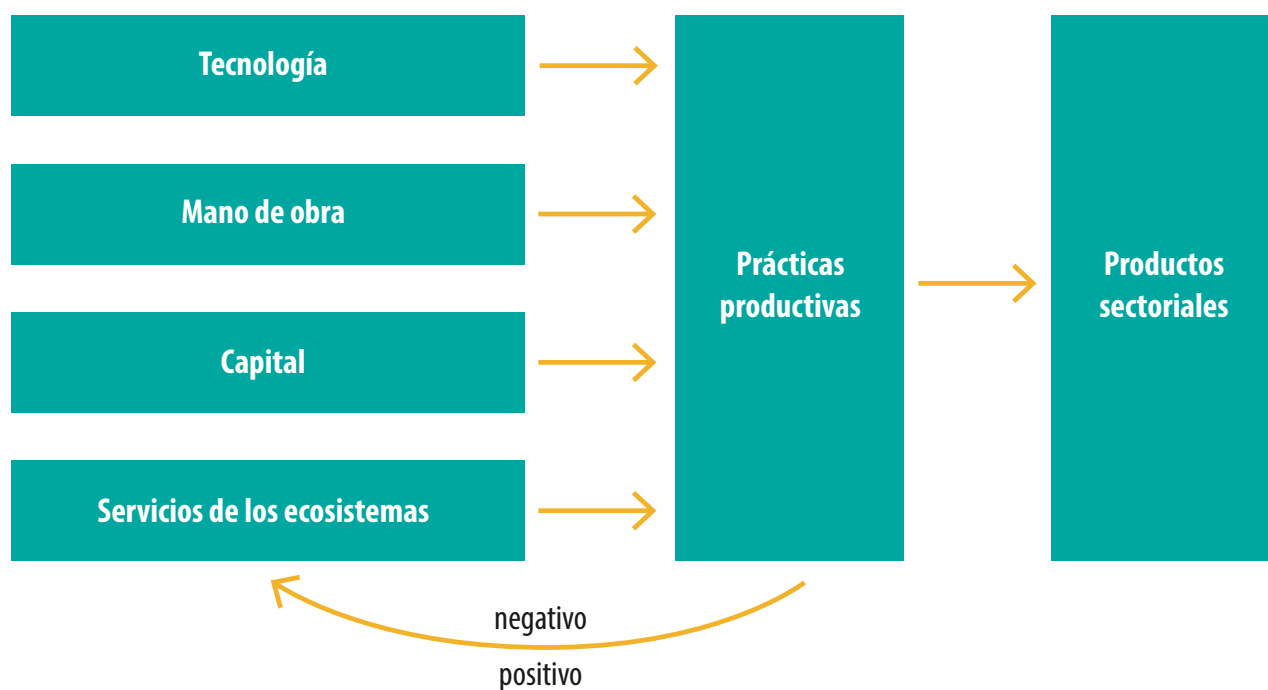 Tecnología
Mano de obra
Capital
Servicios de los ecosistemas
Prácticas
productivas
Productos
sectoriales
negativo
positivo